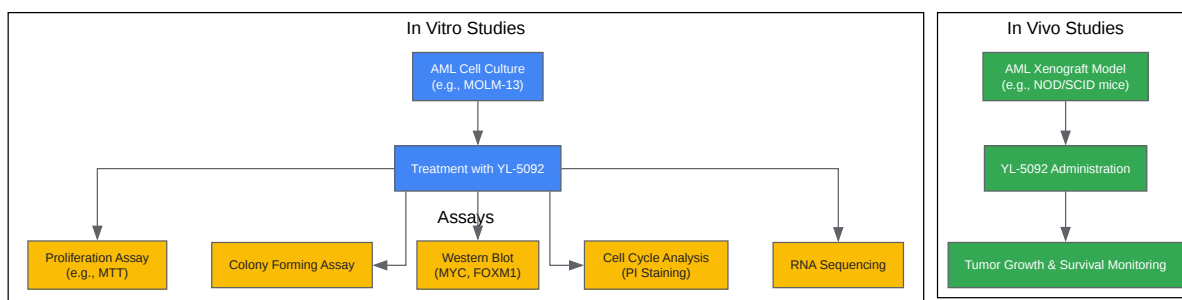 In Vitro Studies
AML Cell Culture
(e.g., MOLM-13)
Treatment with YL-5092
Assays
Proliferation Assay
(e.g., MTT)
Colony Forming Assay
Western Blot
(MYC, FOXM1)
Cell Cycle Analysis
(PI Staining)
RNA Sequencing
In Vivo Studies
AML Xenograft Model
(e.g., NOD/SCID mice)
YL-5092 Administration
Tumor Growth & Survival Monitoring